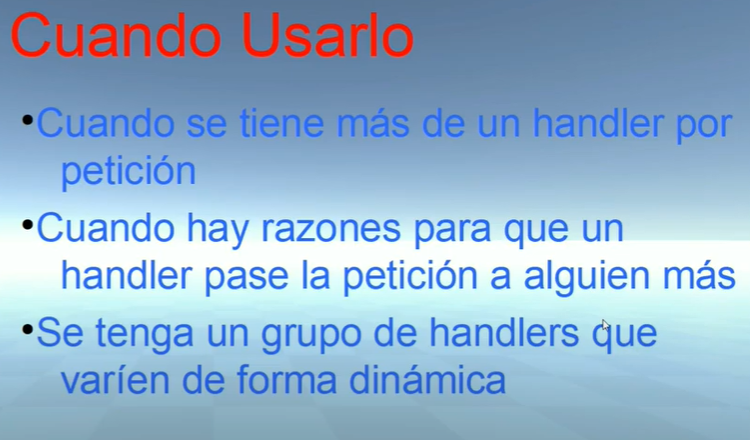 Cuando Usarlo
•Cuando se tiene más de un handler por
petición
•Cuando hay razones para que un
handler pase la petición a alguien más
•Se tenga un grupo de handlers que
varíen de forma dinámica